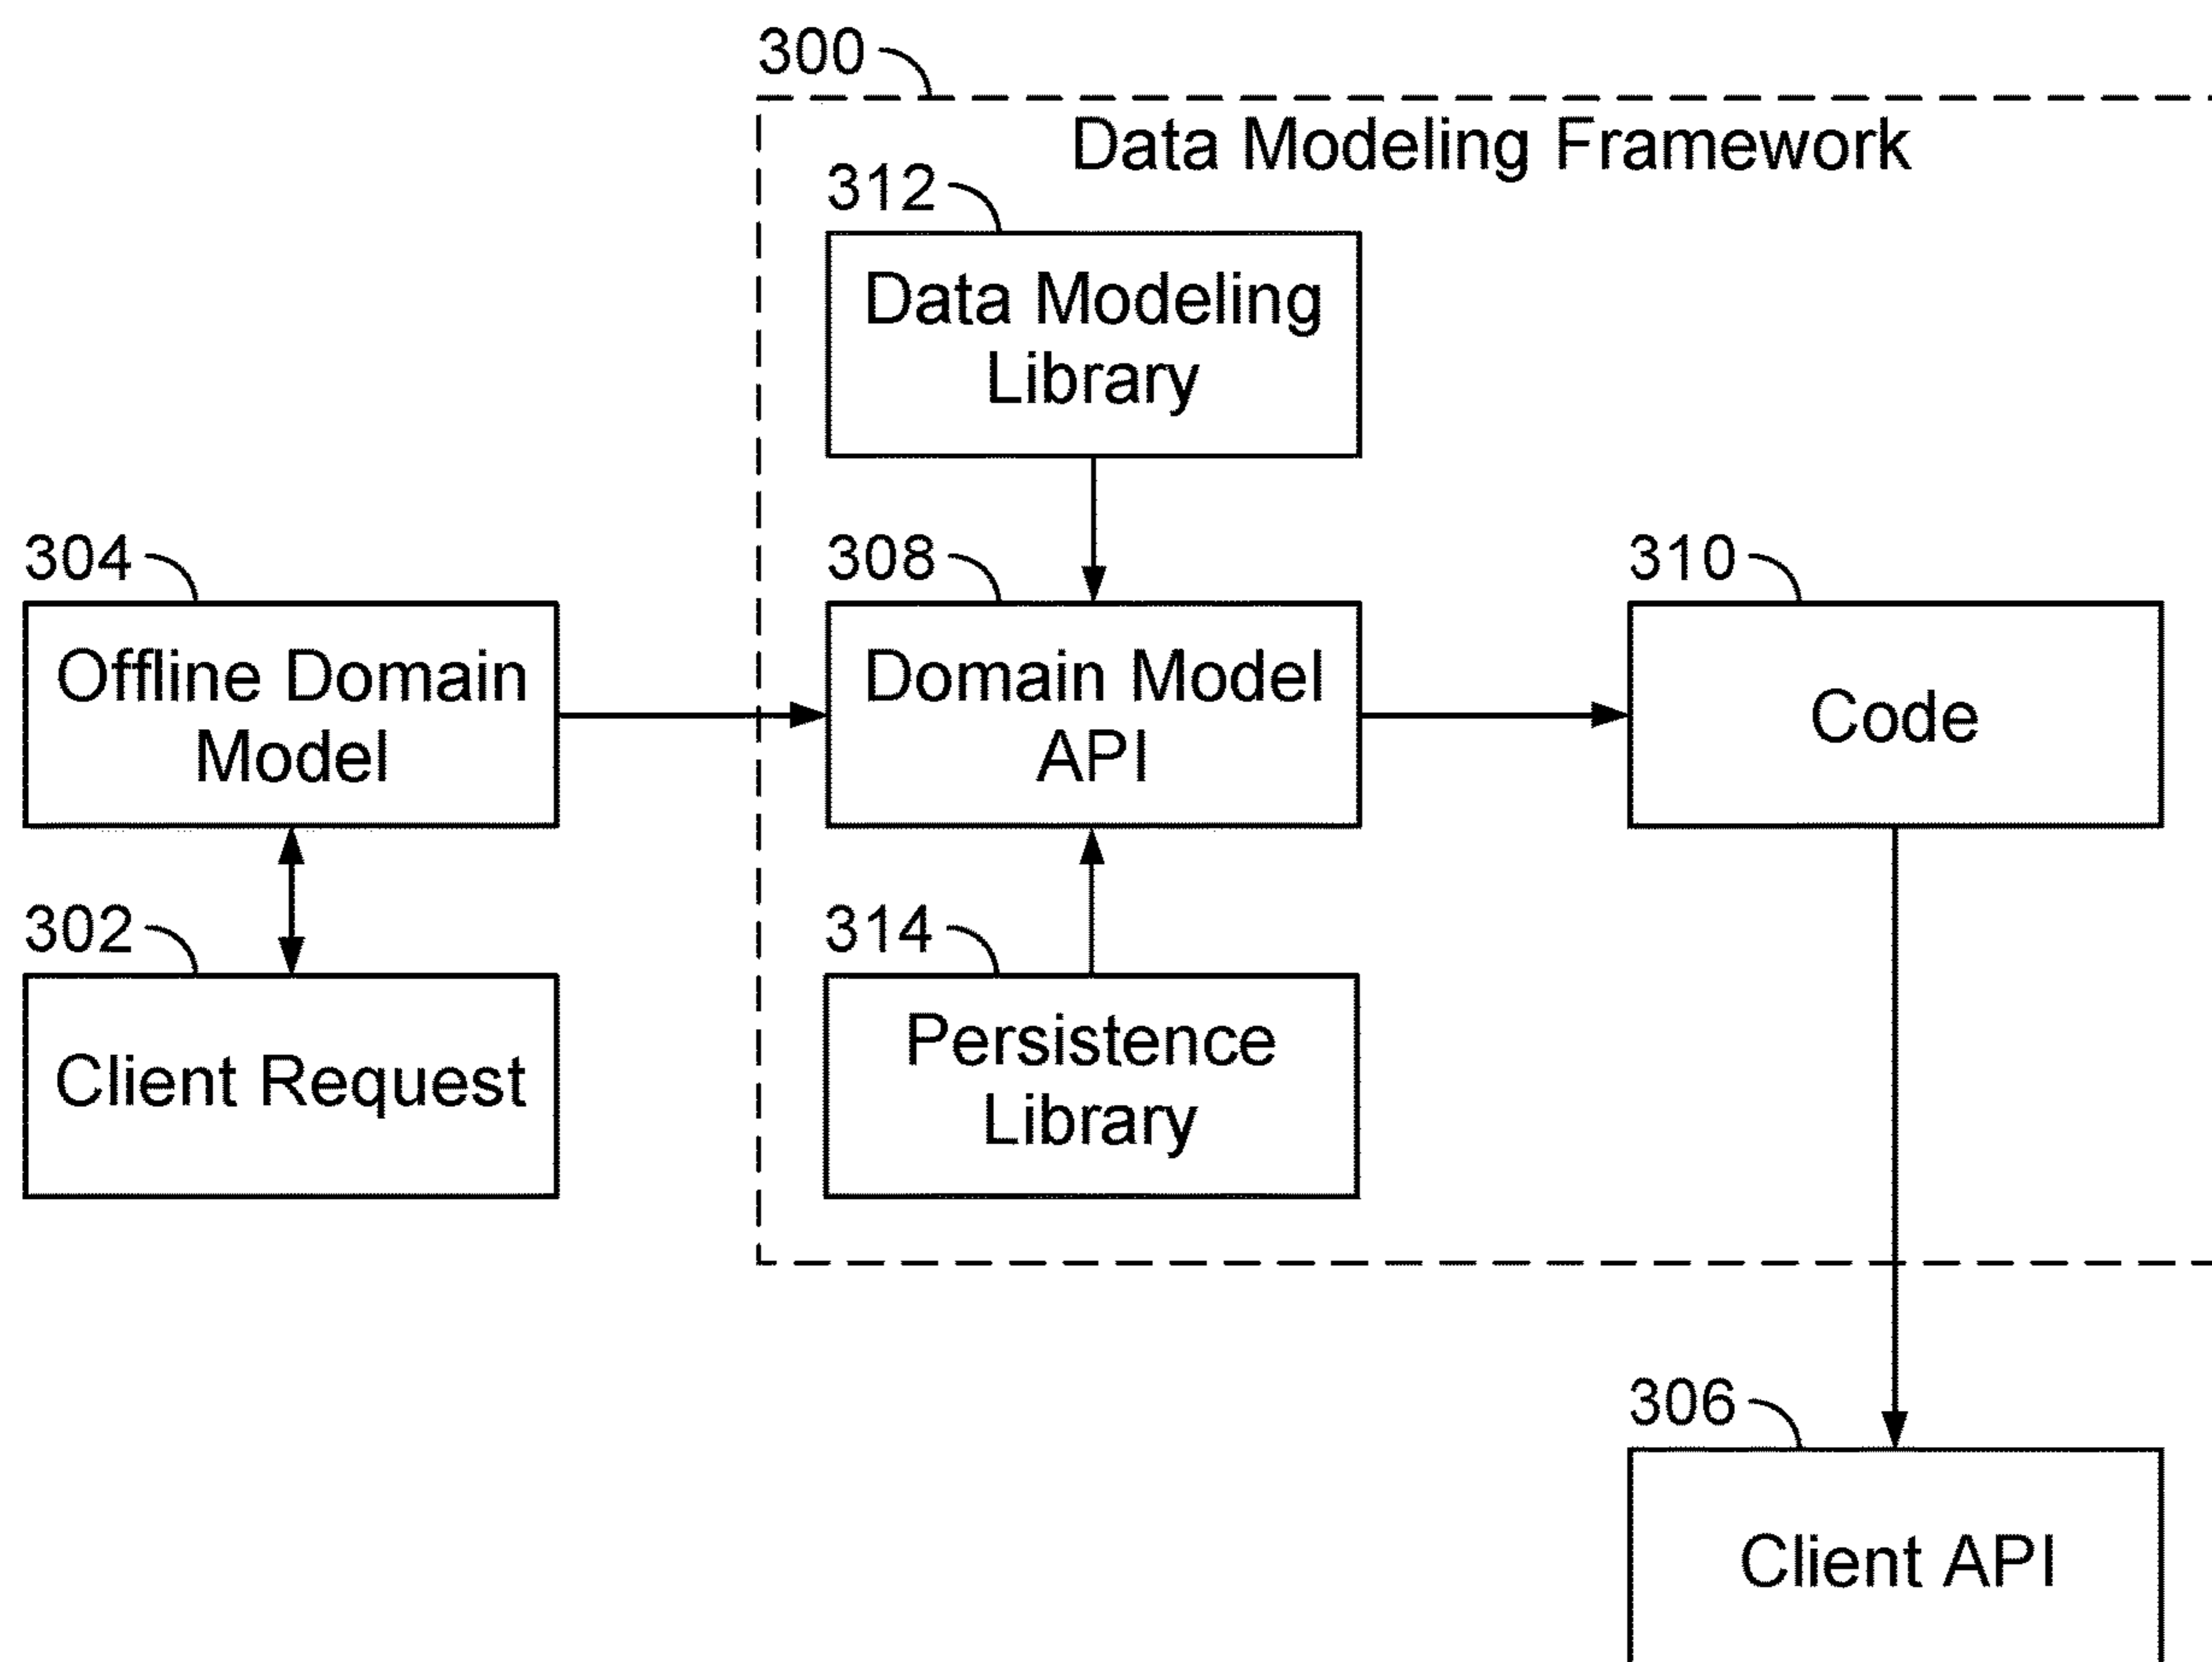 300
Data Modeling Framework
312
Data Modeling
Library
304
308
310
Offline Domain
Model
Domain Model
API
Code
302
314
Client Request
Persistence
Library
306
Client API